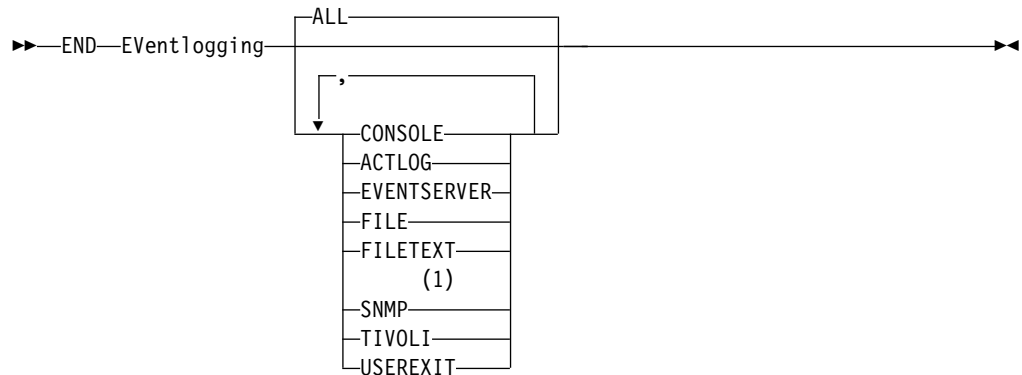 ALL
END EVentlogging
,
CONSOLE
ACTLOG
EVENTSERVER
FILE
FILETEXT
(1)
SNMP
TIVOLI
USEREXIT